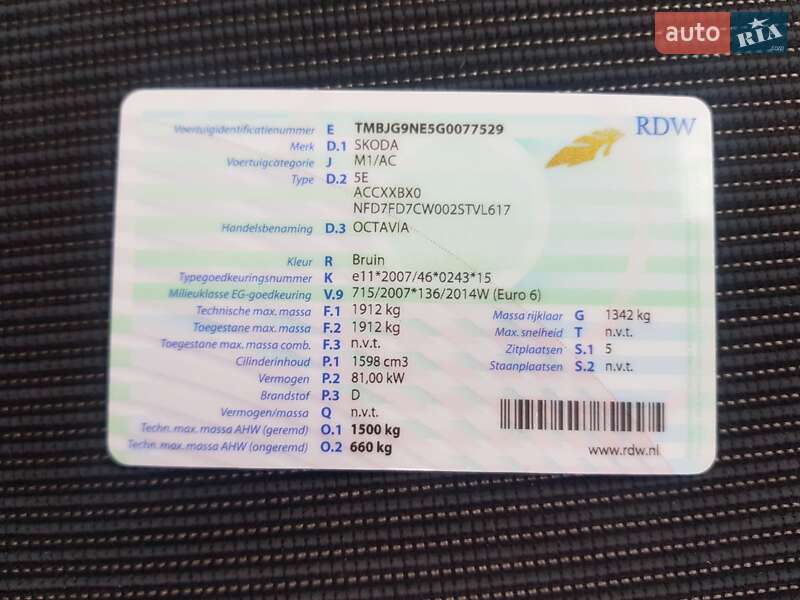 auto RIA .com
RDW
Voertuigidentificatienummer E TMBJG9NE5G0077529
Merk D.1 SKODA
Voertuigcategorie J M1/AC
Type D.2 5E
ACCXXBX0
NFD7FD7CW002STVL617
Handelsbenaming D.3 OCTAVIA
Kleur R Bruin
Typegoedkeuringsnummer K e11*2007/46*0243*15
Milieuklasse EG-goedkeuring V.9 715/2007*136/2014W (Euro 6)
Technische max. massa F.1 1912 kg Massa rijklaar G 1342 kg
Toegestane max. massa F.2 1912 kg Max. snelheid T n.v.t.
Toegestane max. massa comb. F.3 n.v.t. Zitplaatsen S.1 5
Cilinderinhoud P.1 1598 cm3 Staanplaatsen S.2 n.v.t.
Vermogen P.2 81,00 kW
Brandstof P.3 D
Vermogen/massa Q n.v.t.
Techn. max. massa AHW (geremd) O.1 1500 kg
Techn. max. massa AHW (ongeremd) O.2 660 kg
www.rdw.nl